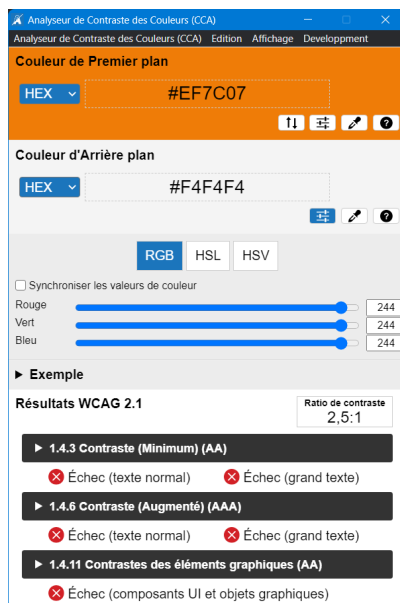 Analyseur de Contraste des Couleurs (CCA)
Analyseur de Contraste des Couleurs (CCA) Edition Affichage Developpment
Couleur de Premier plan
HEX #EF7C07
Couleur d'Arrière plan
HEX #F4F4F4
RGB HSL HSV
Synchroniser les valeurs de couleur
Rouge 244
Vert 244
Bleu 244
Exemple
Résultats WCAG 2.1
Ratio de contraste
2,5:1
1.4.3 Contraste (Minimum) (AA)
Échec (texte normal) Échec (grand texte)
1.4.6 Contraste (Augmenté) (AAA)
Échec (texte normal) Échec (grand texte)
1.4.11 Contrastes des éléments graphiques (AA)
Échec (composants UI et objets graphiques)